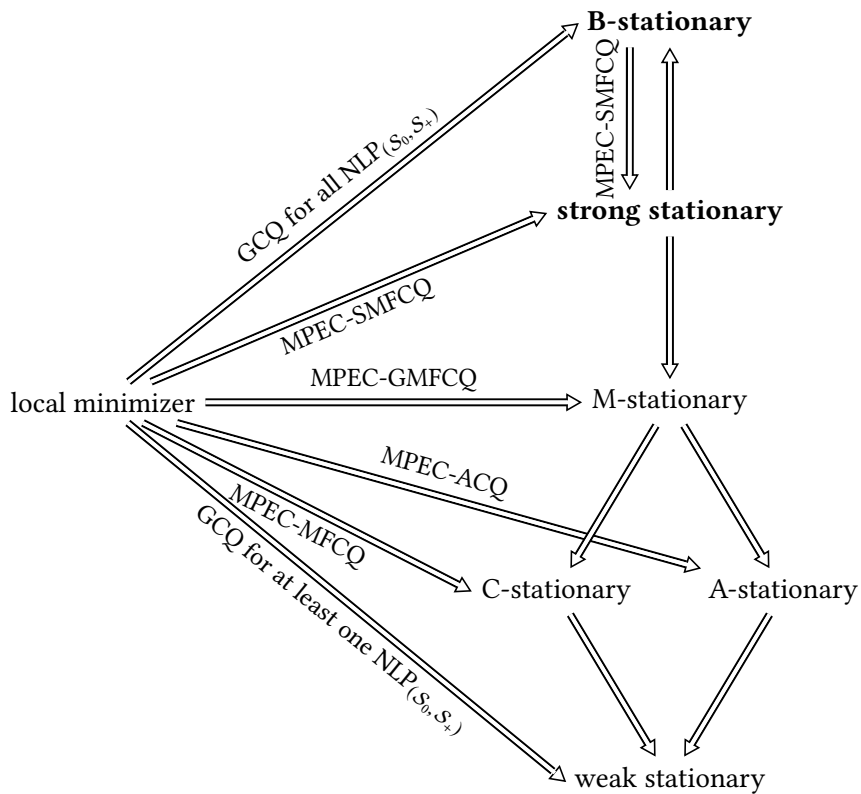 B-stationary
MPEC-SMFCQ
GCQ for all NLP(S₀,S₊)
strong stationary
MPEC-SMFCQ
MPEC-GMFCQ
local minimizer
M-stationary
MPEC-ACQ
MPEC-MFCQ
GCQ for at least one NLP(S₀,S₊)
C-stationary
A-stationary
weak stationary